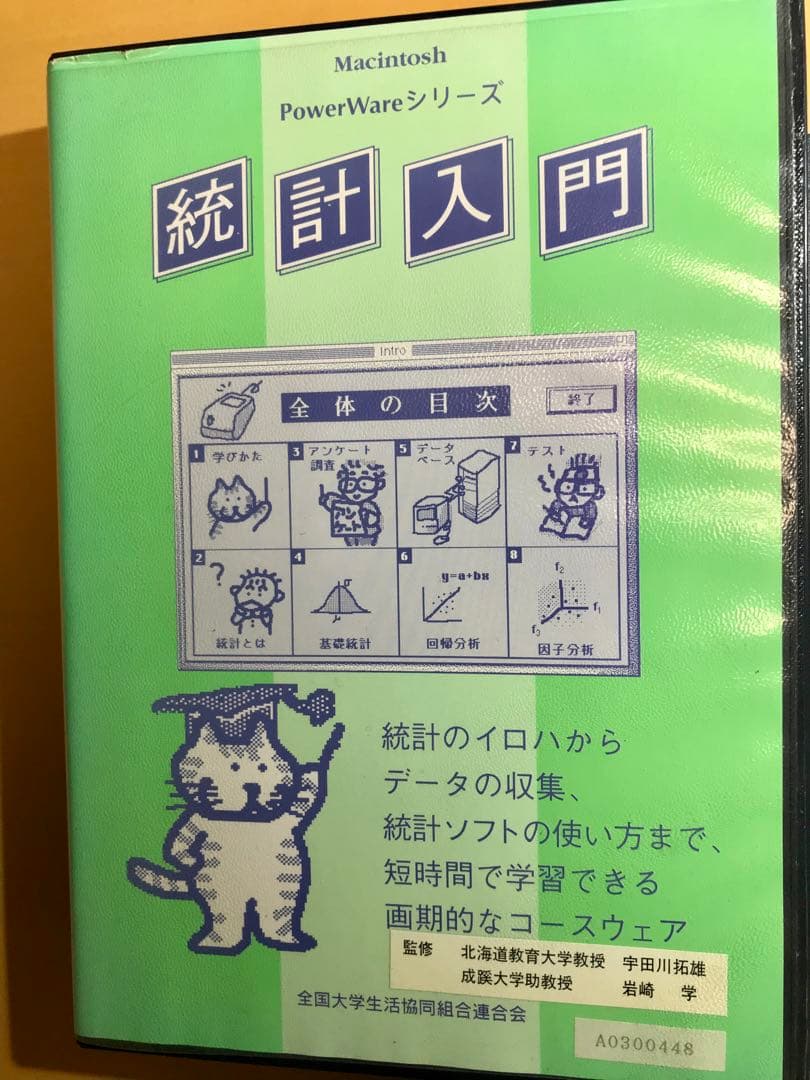 Macintosh
PowerWareシリーズ
統計入門
Intro
全体の目次
終了
1 学びかた
3 アンケート
調査
アンケート
5 データ
ベース
7 テスト
2
?
統計とは
4
σ
μ
基礎統計
6
y=a+bx
回帰分析
8
f2
f1
f3
因子分析
統計のイロハから
データの収集、
統計ソフトの使い方まで、
短時間で学習できる
画期的なコースウェア
監修 北海道教育大学教授 宇田川拓雄
成蹊大学助教授 岩崎 学
全国大学生活協同組合連合会
A0300448